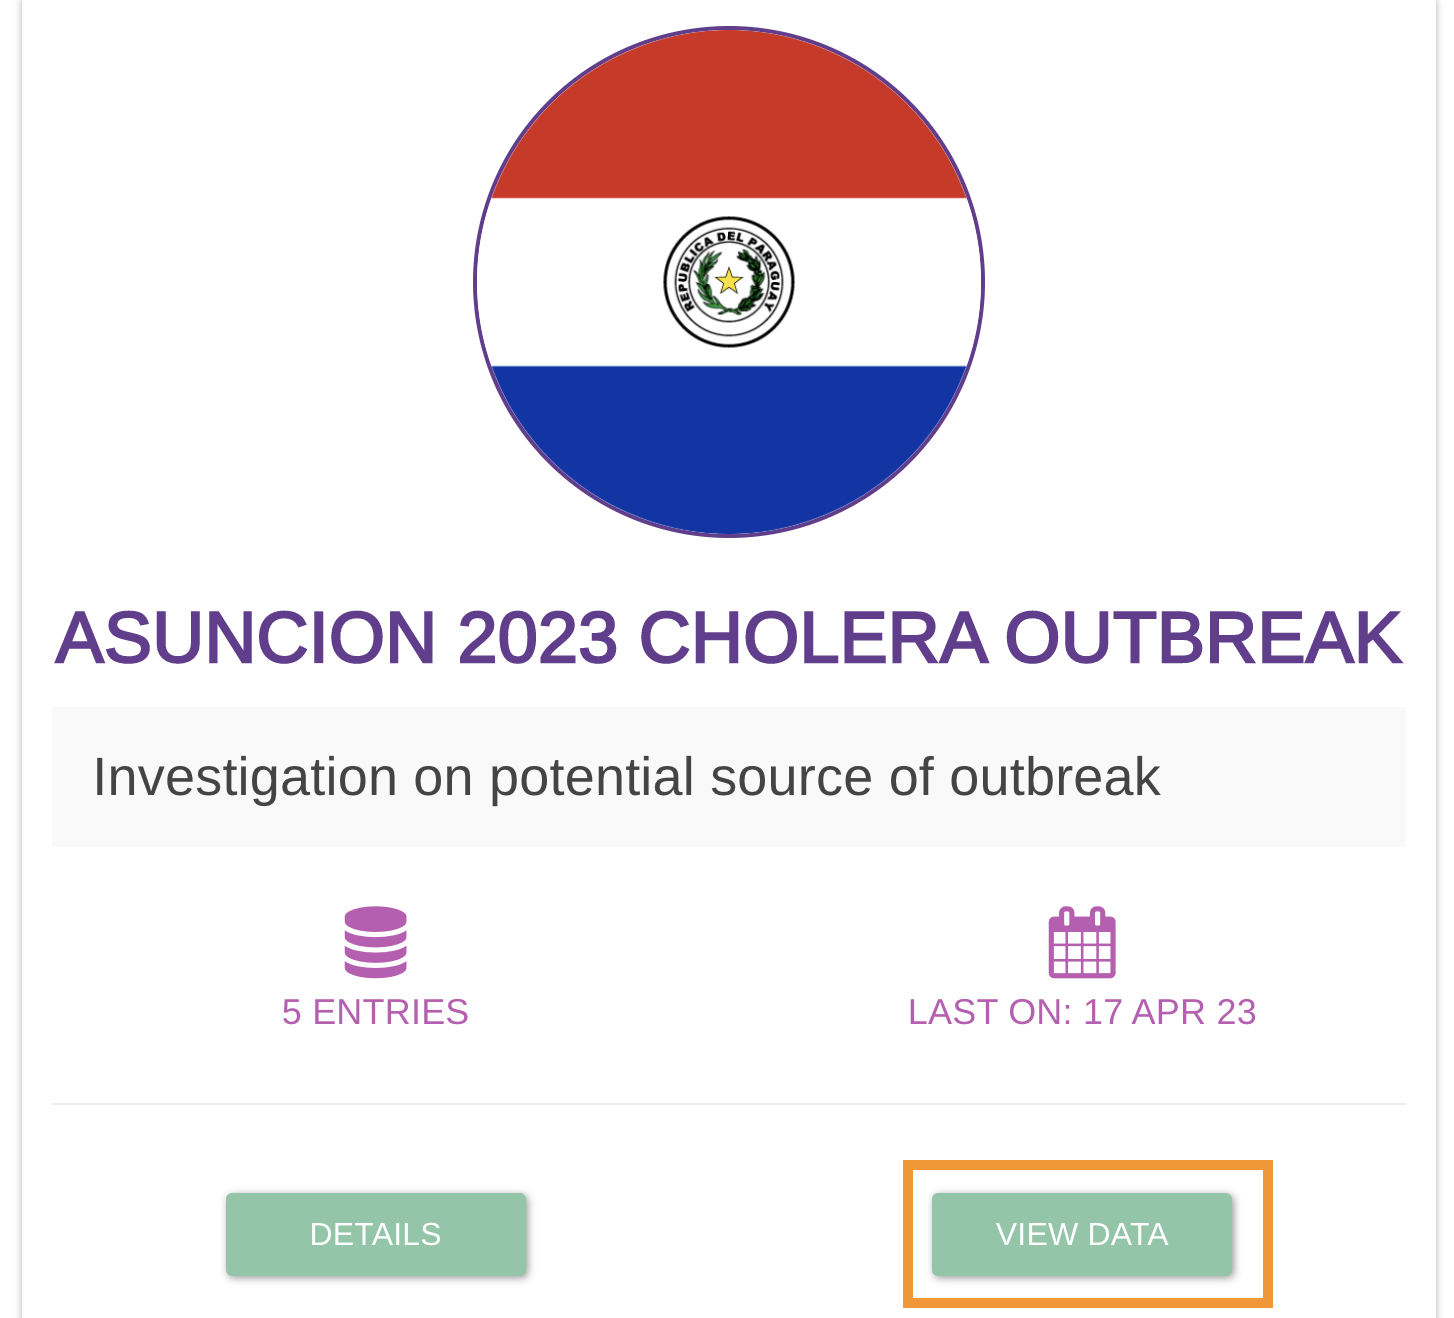 REPUBLICA DEL PARAGUAY
ASUNCION 2023 CHOLERA OUTBREAK
Investigation on potential source of outbreak
5 ENTRIES
LAST ON: 17 APR 23
DETAILS
VIEW DATA